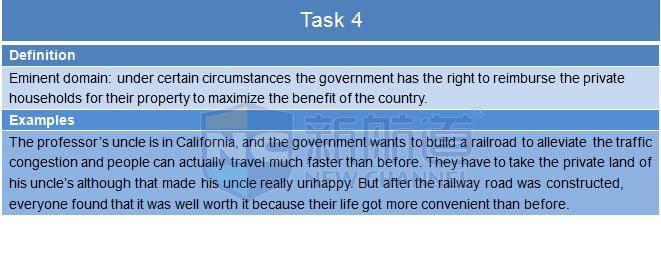 Task 4
Definition
Eminent domain: under certain circumstances the government has the right to reimburse the private
households for their property to maximize the benefit of the country.
Examples
The professor's uncle is in California, and the government wants to build a railroad to alleviate the traffic
congestion and people can actually travel much faster than before. They have to take the private land of
his uncle's although that made his uncle really unhappy. But after the railway road was constructed,
everyone found that it was well worth it because their life got more convenient than before.
新航道®
NEW CHANNEL